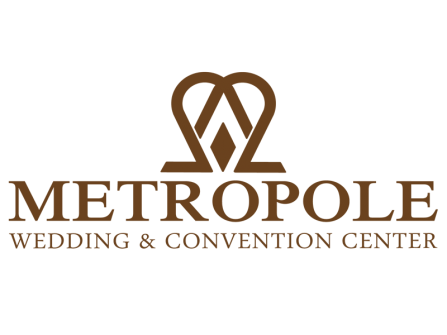 METROPOLE
WEDDING & CONVENTION CENTER